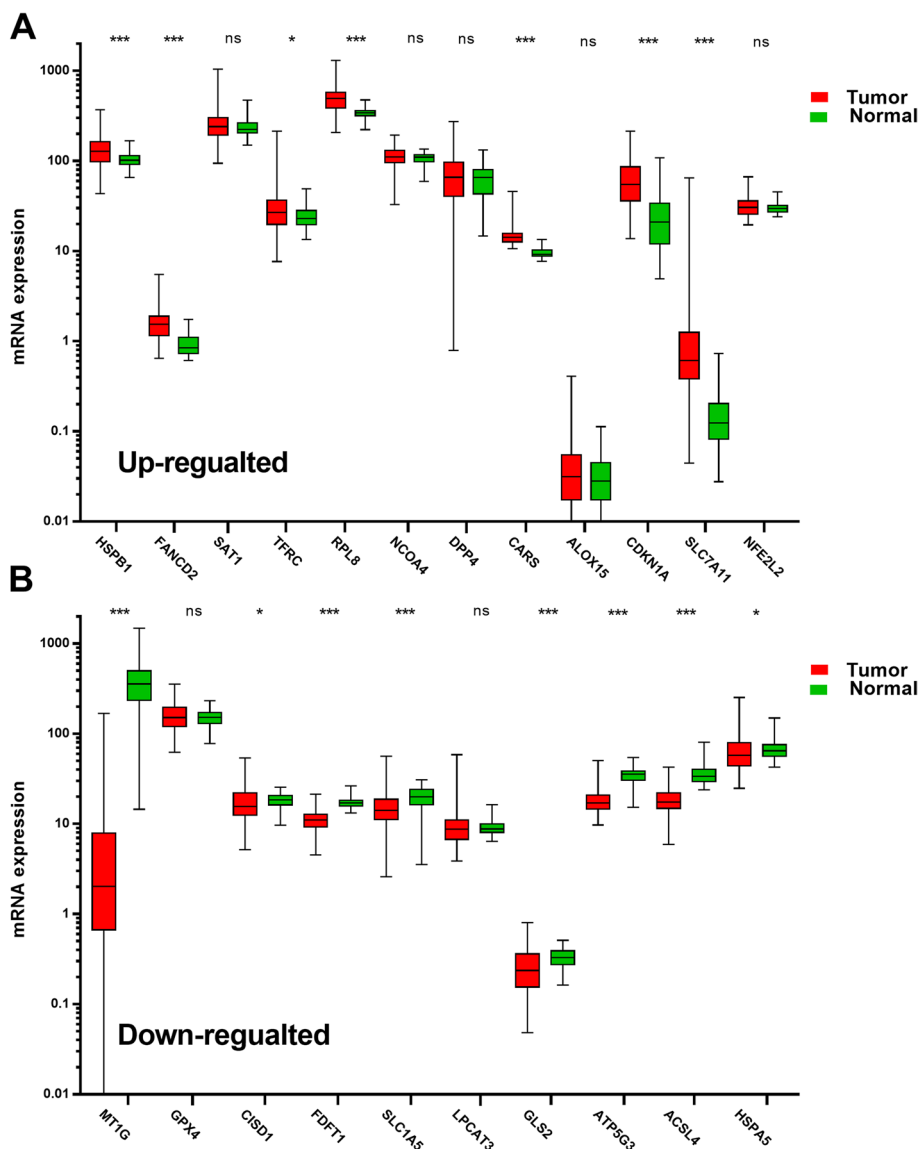 A
*** *** ns * *** ns ns *** ns *** *** ns
1000
100
10
1
0.1
0.01
mRNA expression
Tumor
Normal
Up-regualted
HSPB1 FANCD2 SAT1 TFRC RPL8 NCOA4 DPP4 CARS ALOX15 CDKN1A SLC7A11 NFE2L2
B
*** ns * *** *** ns *** *** *** *
1000
100
10
1
0.1
0.01
mRNA expression
Tumor
Normal
Down-regualted
MT1G GPX4 CISD1 FDFT1 SLC1A5 LPCAT3 GLS2 ATP5G3 ACSL4 HSPA5